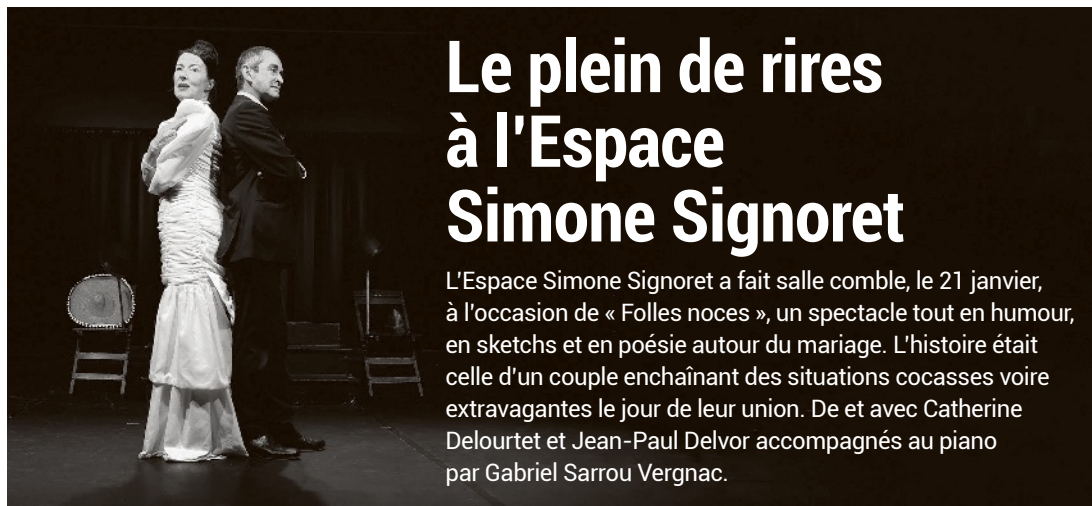 Le plein de rires
à l'Espace
Simone Signoret
L'Espace Simone Signoret a fait salle comble, le 21 janvier,
à l'occasion de « Folles noces », un spectacle tout en humour,
en sketchs et en poésie autour du mariage. L'histoire était
celle d'un couple enchaînant des situations cocasses voire
extravagantes le jour de leur union. De et avec Catherine
Delourtet et Jean-Paul Delvor accompagnés au piano
par Gabriel Sarrou Vergnac.